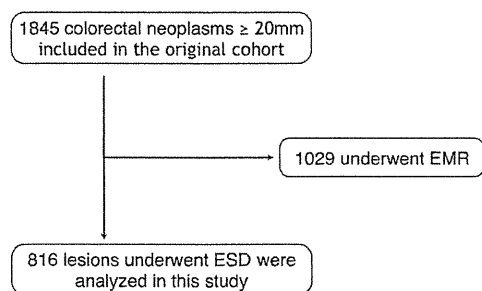 1845 colorectal neoplasms ≥ 20mm
included in the original cohort
1029 underwent EMR
816 lesions underwent ESD were
analyzed in this study